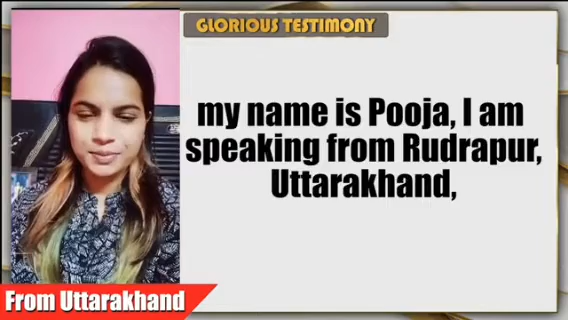 GLORIOUS TESTIMONY
my name is Pooja, I am
speaking from Rudrapur,
Uttarakhand,
From Uttarakhand